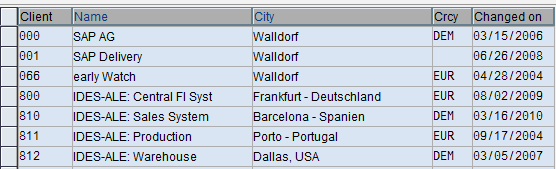 Client Name City Crcy Changed on
000 SAP AG Walldorf DEM 03/15/2006
001 SAP Delivery Walldorf 06/26/2008
066 early Watch Walldorf EUR 04/28/2004
800 IDES-ALE: Central FI Syst Frankfurt - Deutschland EUR 08/02/2009
810 IDES-ALE: Sales System Barcelona - Spanien DEM 03/16/2010
811 IDES-ALE: Production Porto - Portugal EUR 09/17/2004
812 IDES-ALE: Warehouse Dallas, USA DEM 03/05/2007